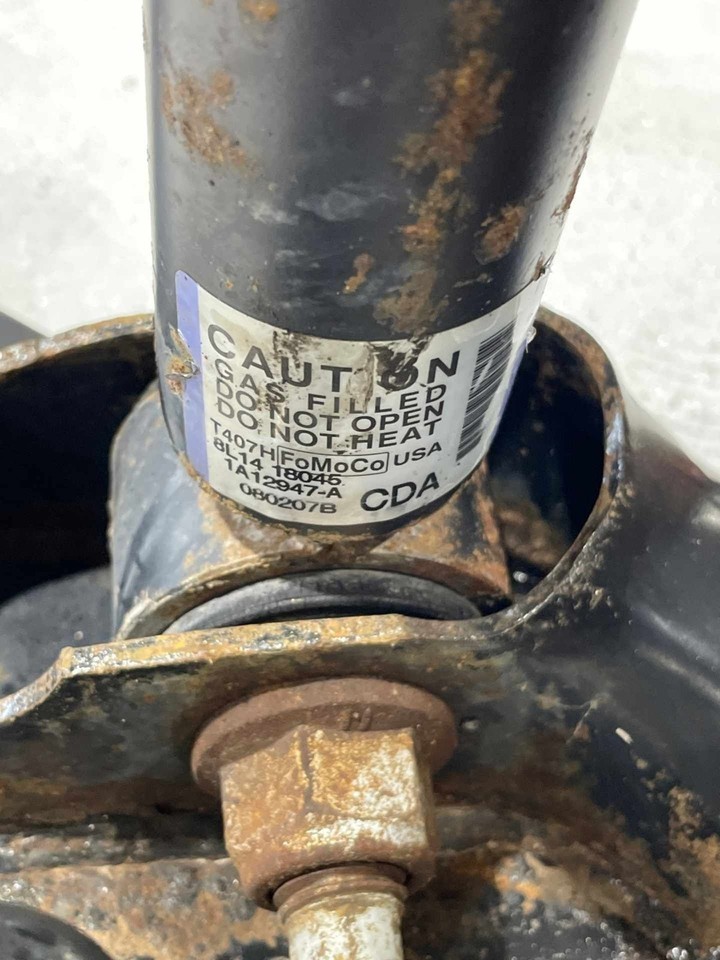 CAUTION
GAS FILLED
DO NOT OPEN
DO NOT HEAT
T407H FoMoCo USA
8L14 18045
1A12947-A
080207B CDA